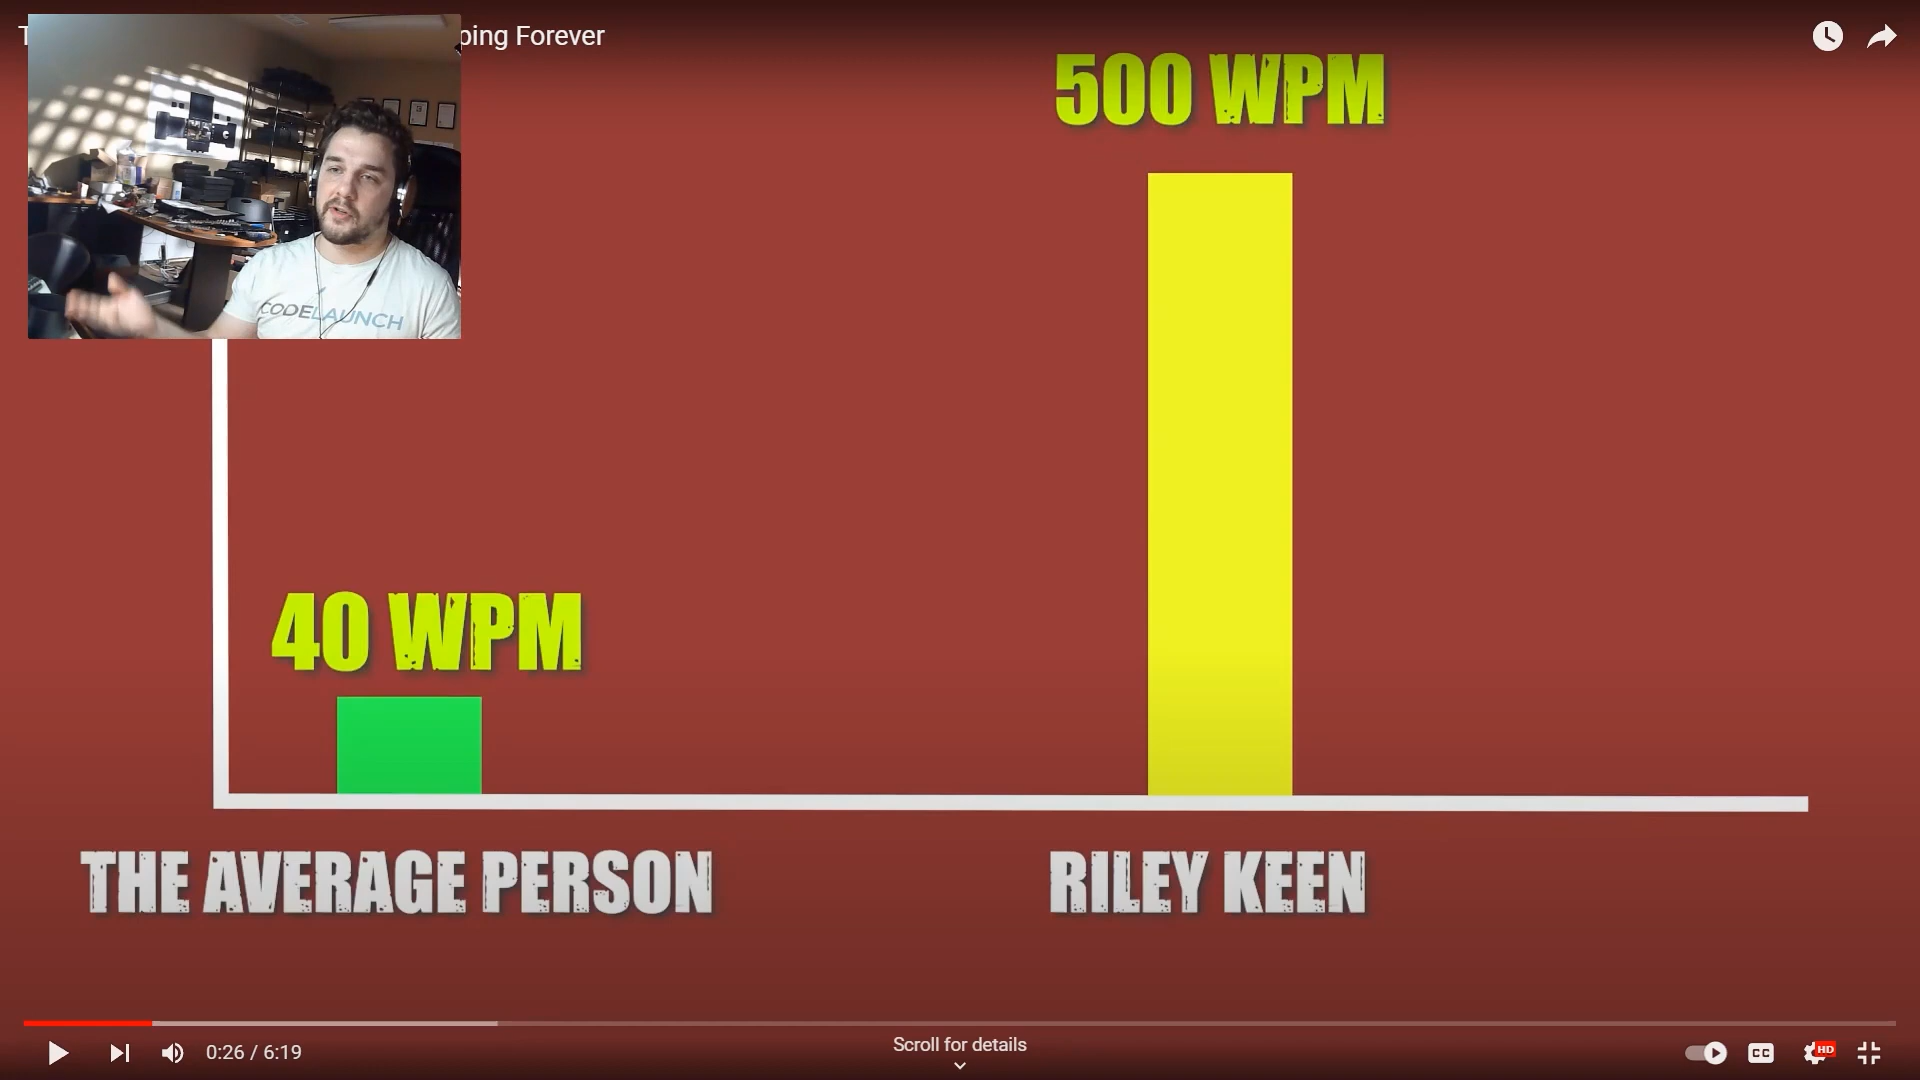 ping Forever
500 WPM
CODELAUNCH
40 WPM
THE AVERAGE PERSON
RILEY KEEN
0:26 / 6:19
Scroll for details
CC
HD